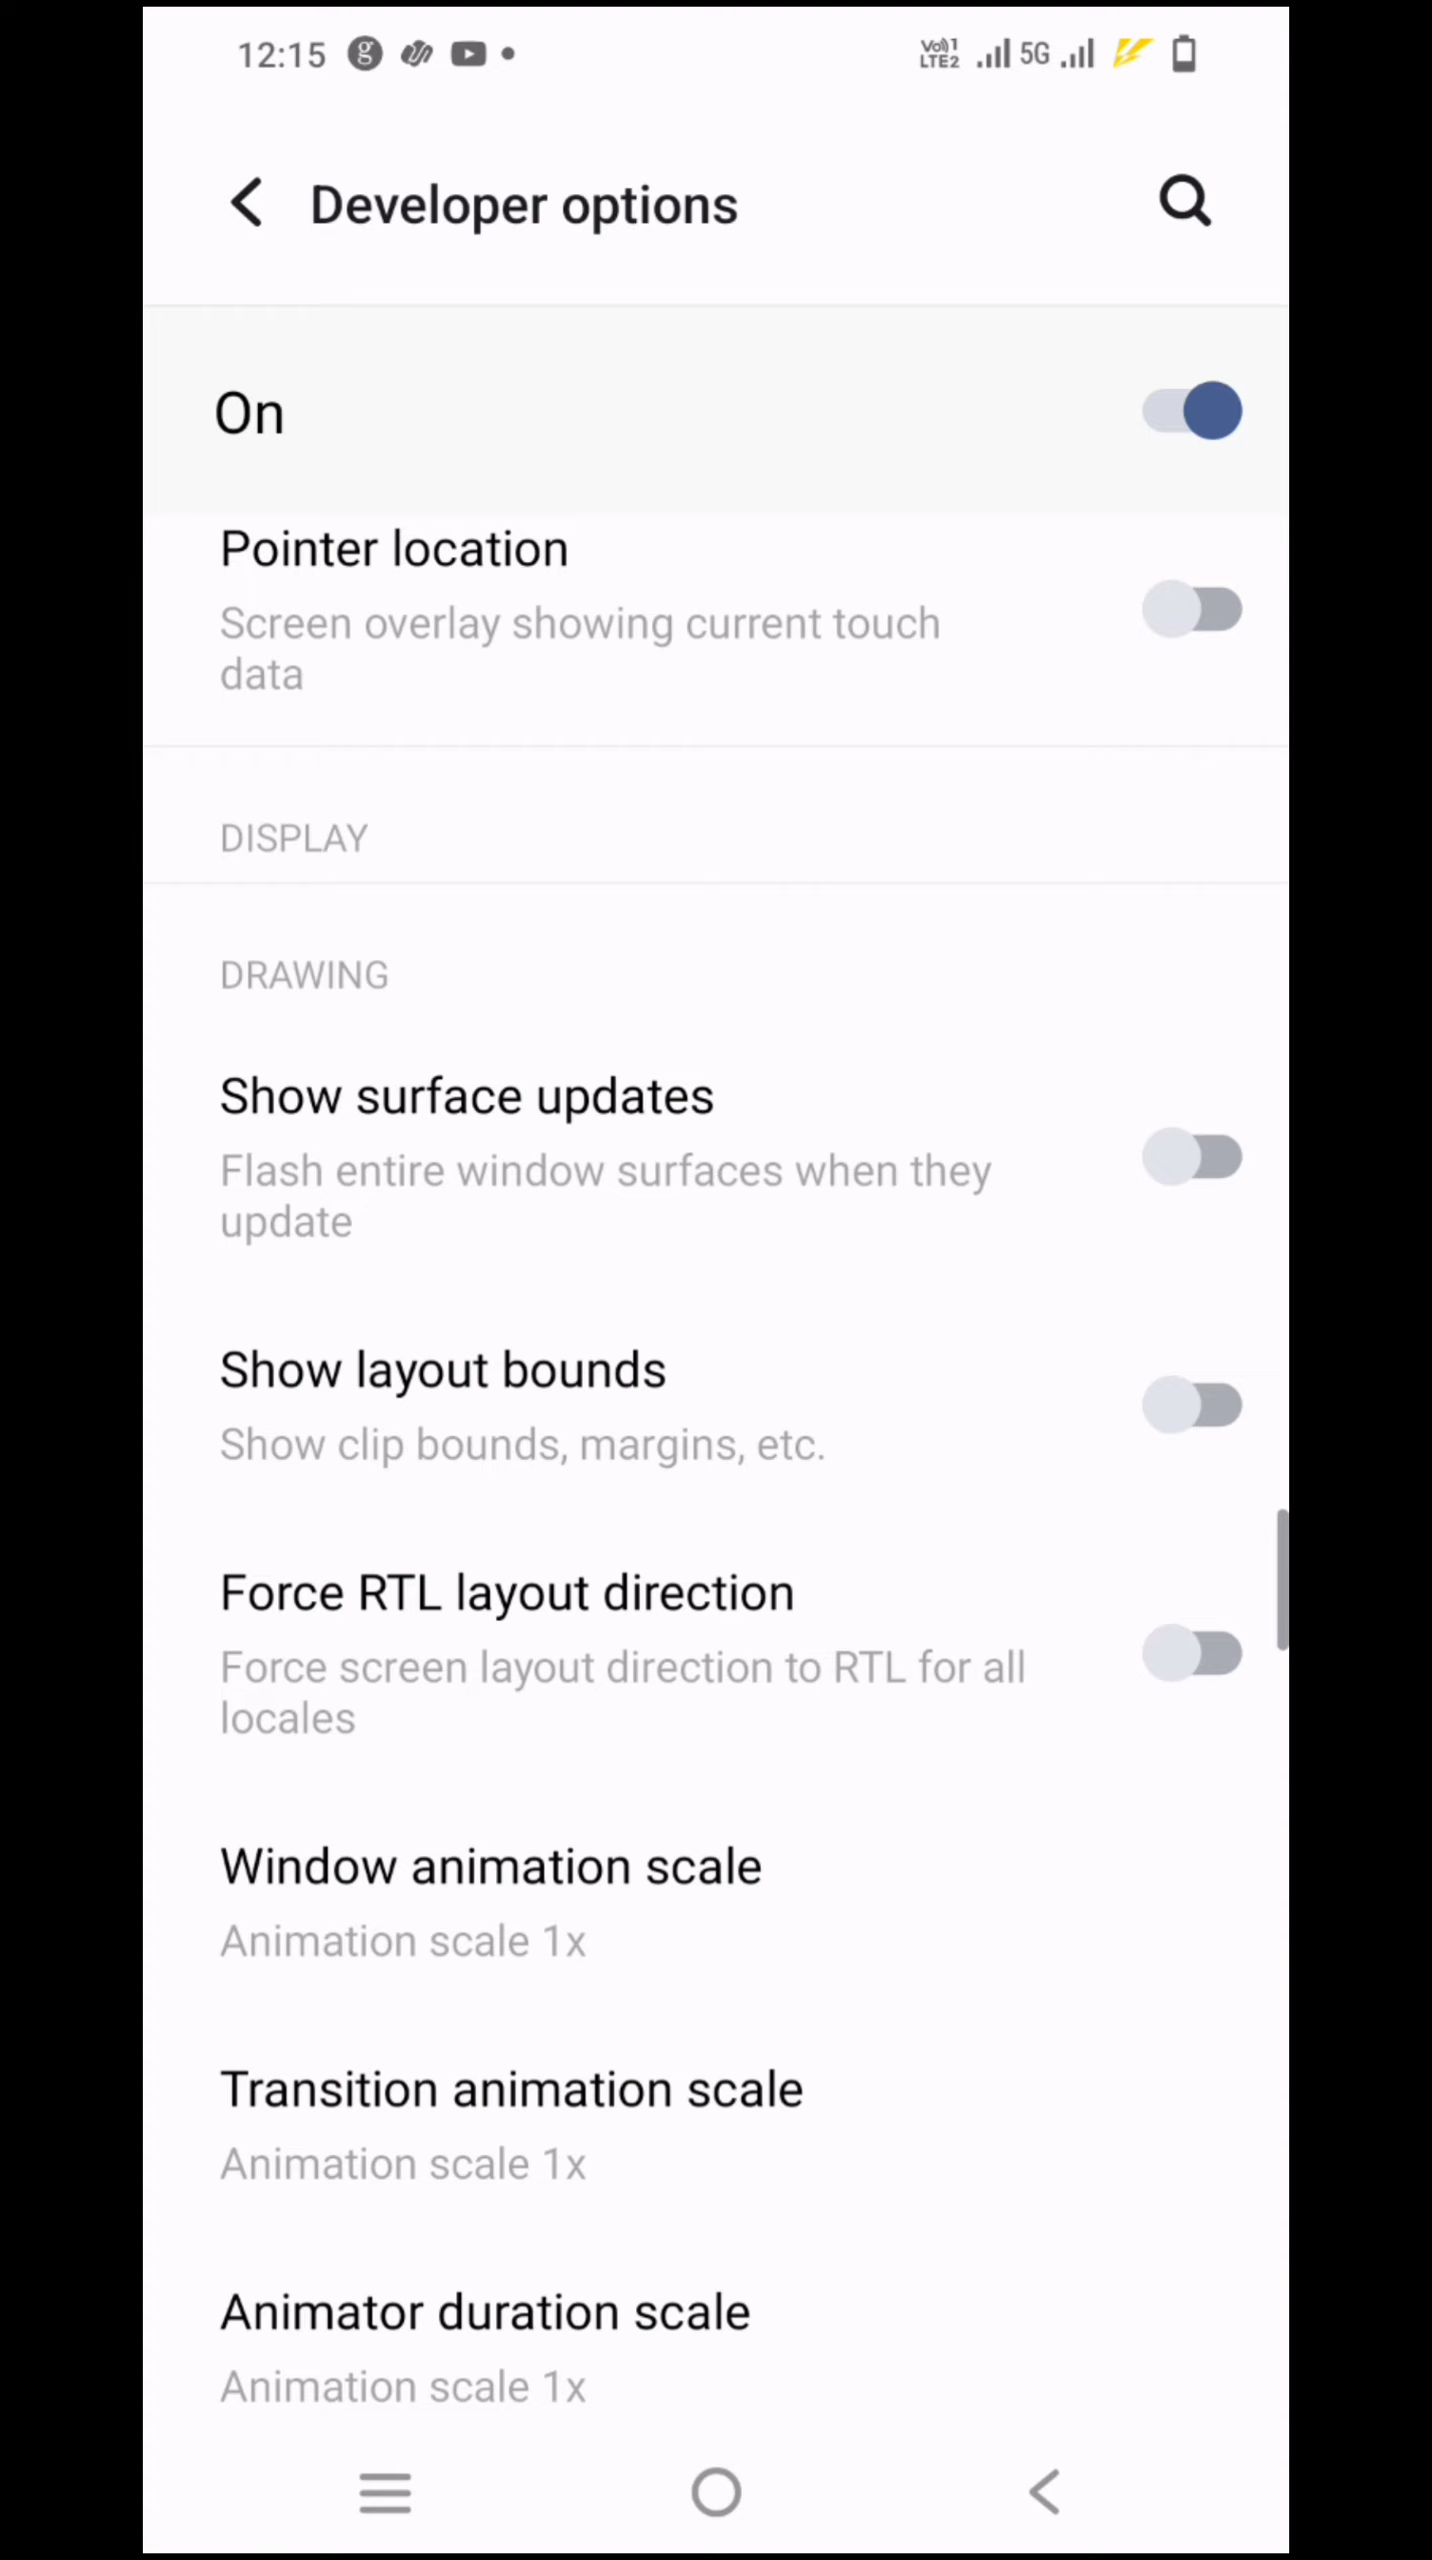 12:15
Vo)) 1
LTE2
5G
Developer options
On
Pointer location
Screen overlay showing current touch
data
DISPLAY
DRAWING
Show surface updates
Flash entire window surfaces when they
update
Show layout bounds
Show clip bounds, margins, etc.
Force RTL layout direction
Force screen layout direction to RTL for all
locales
Window animation scale
Animation scale 1x
Transition animation scale
Animation scale 1x
Animator duration scale
Animation scale 1x